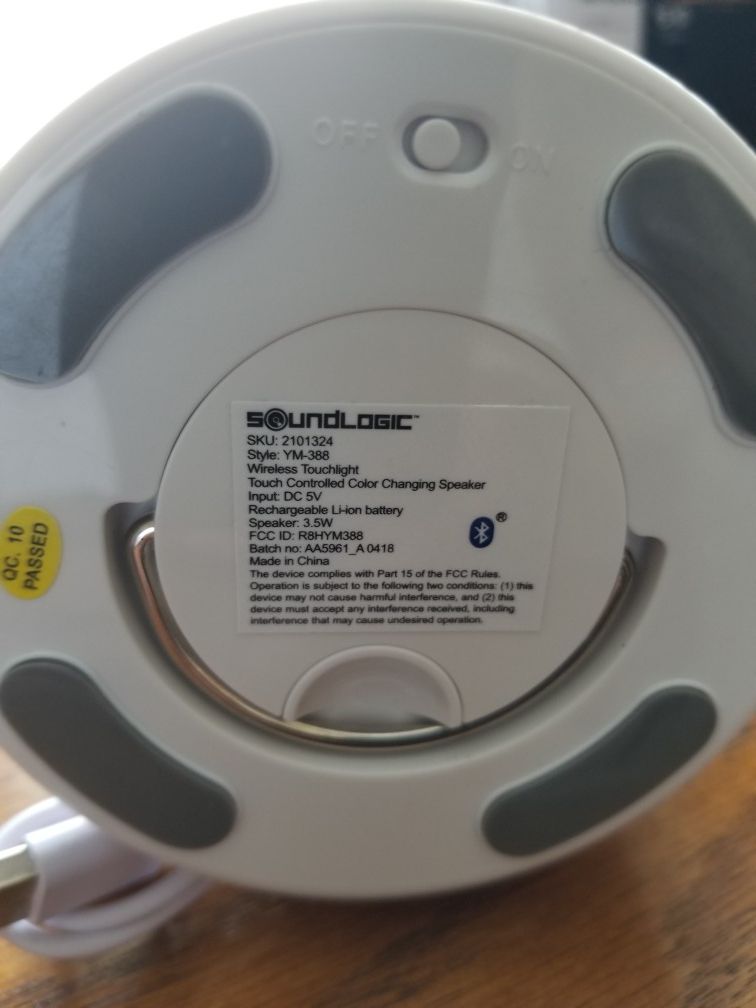 OFF ON
SOUNDLOGIC™
SKU: 2101324
Style: YM-388
Wireless Touchlight
Touch Controlled Color Changing Speaker
Input: DC 5V
Rechargeable Li-ion battery
Speaker: 3.5W
FCC ID: R8HYM388
Batch no: AA5961_A 0418
Made in China
The device complies with Part 15 of the FCC Rules.
Operation is subject to the following two conditions: (1) this
device may not cause harmful interference, and (2) this
device must accept any interference received, including
interference that may cause undesired operation.
®
QC. 10
PASSED